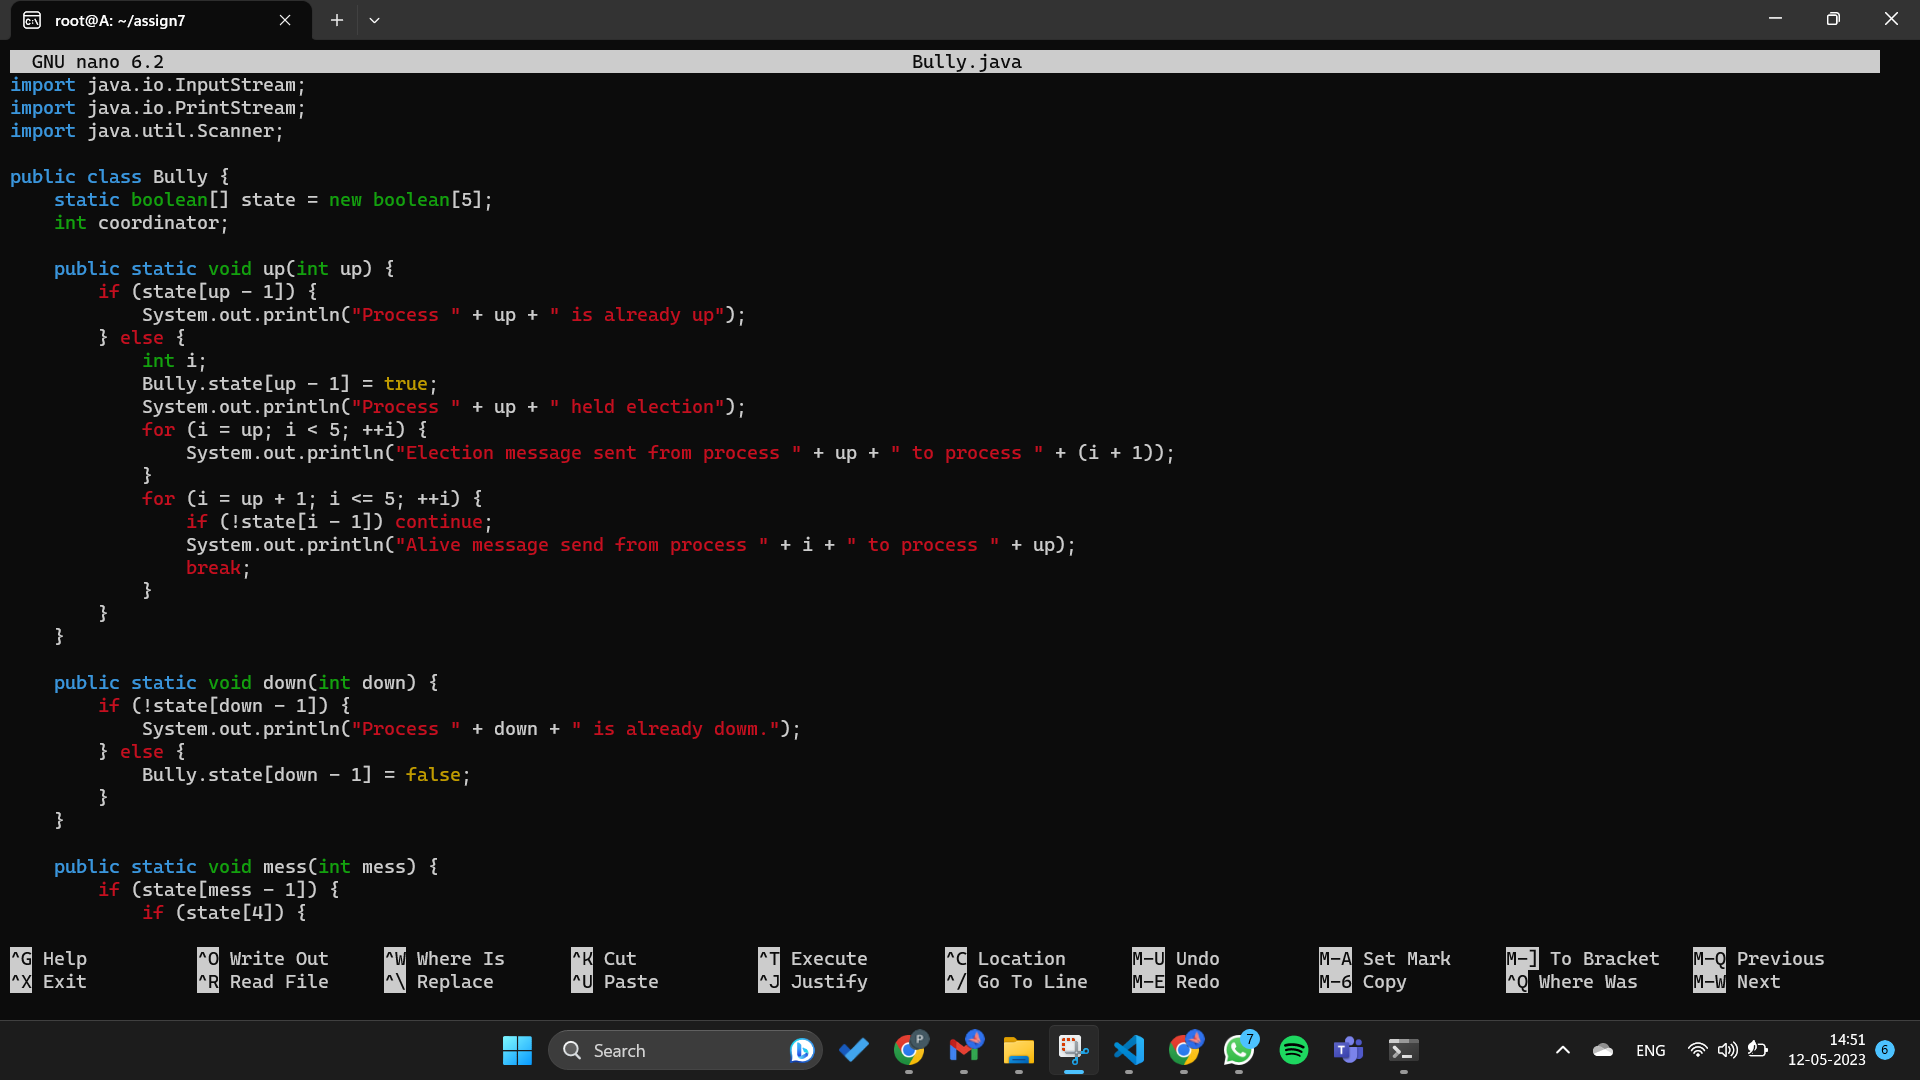 root@A: ~/assign7
GNU nano 6.2 Bully.java
import java.io.InputStream;
import java.io.PrintStream;
import java.util.Scanner;
public class Bully {
    static boolean[] state = new boolean[5];
    int coordinator;
    public static void up(int up) {
        if (state[up - 1]) {
            System.out.println("Process " + up + " is already up");
        } else {
            int i;
            Bully.state[up - 1] = true;
            System.out.println("Process " + up + " held election");
            for (i = up; i < 5; ++i) {
                System.out.println("Election message sent from process " + up + " to process " + (i + 1));
            }
            for (i = up + 1; i <= 5; ++i) {
                if (!state[i - 1]) continue;
                System.out.println("Alive message send from process " + i + " to process " + up);
                break;
            }
        }
    }
    public static void down(int down) {
        if (!state[down - 1]) {
            System.out.println("Process " + down + " is already dowm.");
        } else {
            Bully.state[down - 1] = false;
        }
    }
    public static void mess(int mess) {
        if (state[mess - 1]) {
            if (state[4]) {
^G Help ^O Write Out ^W Where Is ^K Cut ^T Execute ^C Location M-U Undo M-A Set Mark M-] To Bracket M-Q Previous
^X Exit ^R Read File ^\ Replace ^U Paste ^J Justify ^/ Go To Line M-E Redo M-6 Copy ^Q Where Was M-W Next
Search P 7 T ENG 14:51 6
12-05-2023